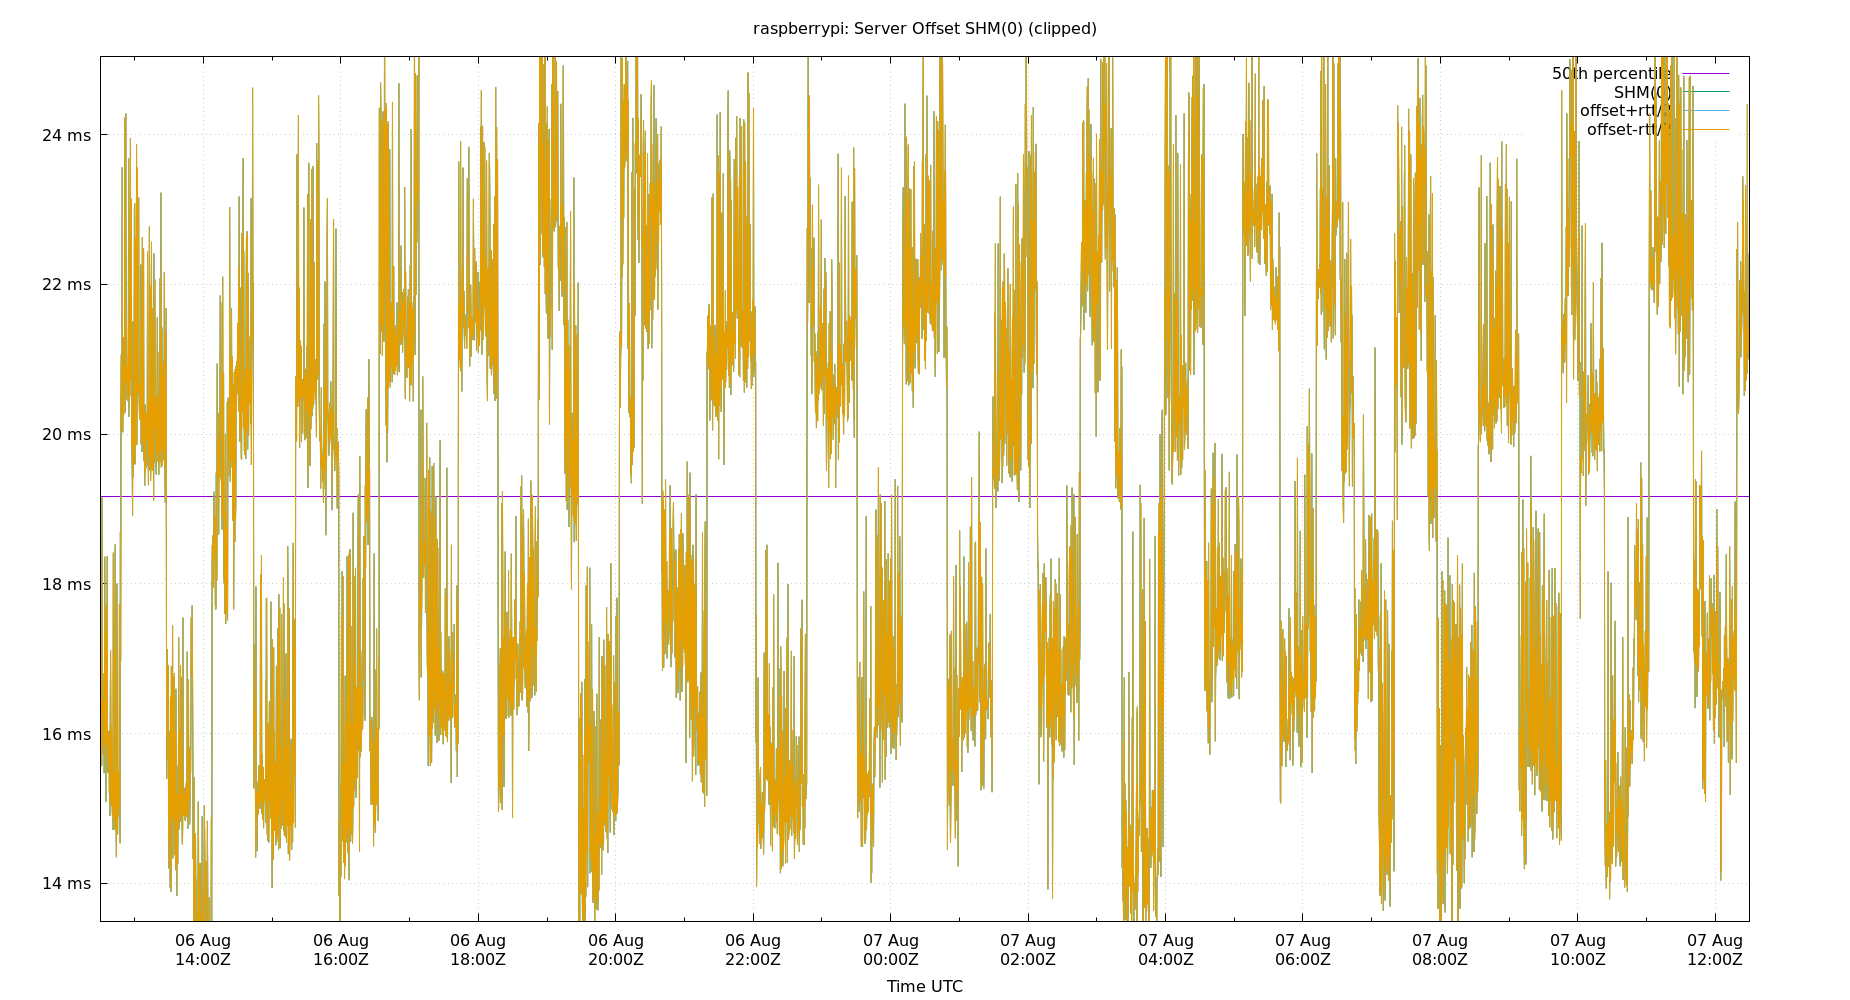 raspberrypi: Server Offset SHM(0) (clipped)
50th percentile
SHM(0)
offset+rtt/2
offset-rtt/2
24 ms
22 ms
20 ms
18 ms
16 ms
14 ms
06 Aug 06 Aug 06 Aug 06 Aug 06 Aug 07 Aug 07 Aug 07 Aug 07 Aug 07 Aug 07 Aug 07 Aug
14:00Z 16:00Z 18:00Z 20:00Z 22:00Z 00:00Z 02:00Z 04:00Z 06:00Z 08:00Z 10:00Z 12:00Z
Time UTC